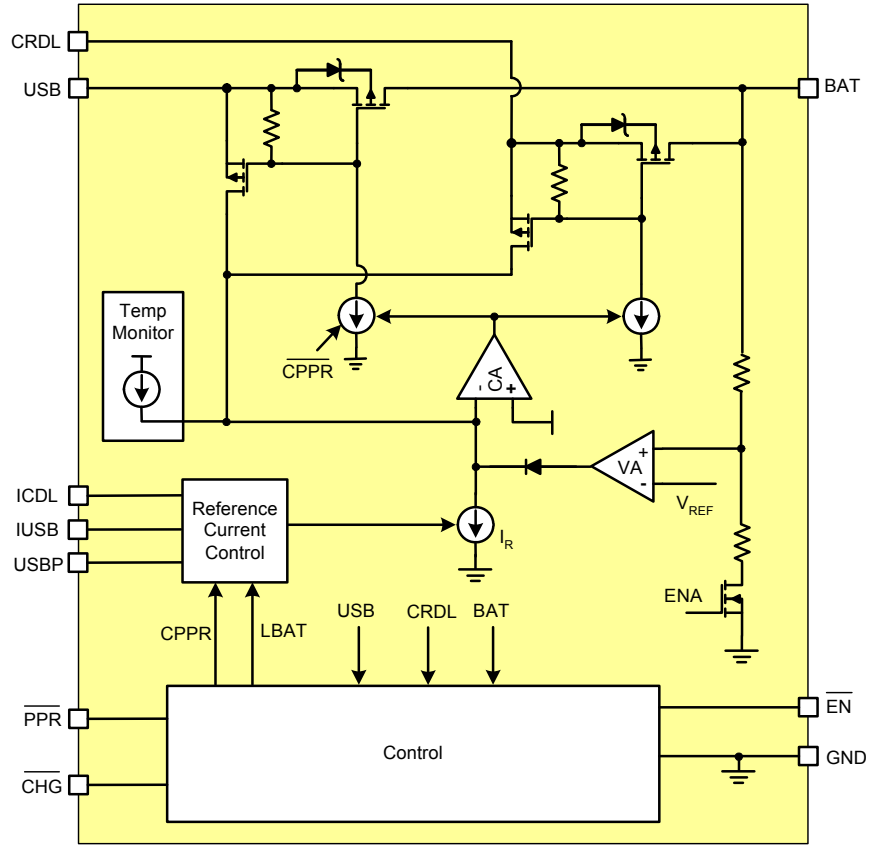 CRDL
USB
BAT
Temp
Monitor
CPPR
CA
-
+
VA
+
-
VREF
ICDL
IUSB
USBP
Reference
Current
Control
IR
ENA
CPPR
LBAT
USB
CRDL
BAT
PPR
CHG
Control
EN
GND